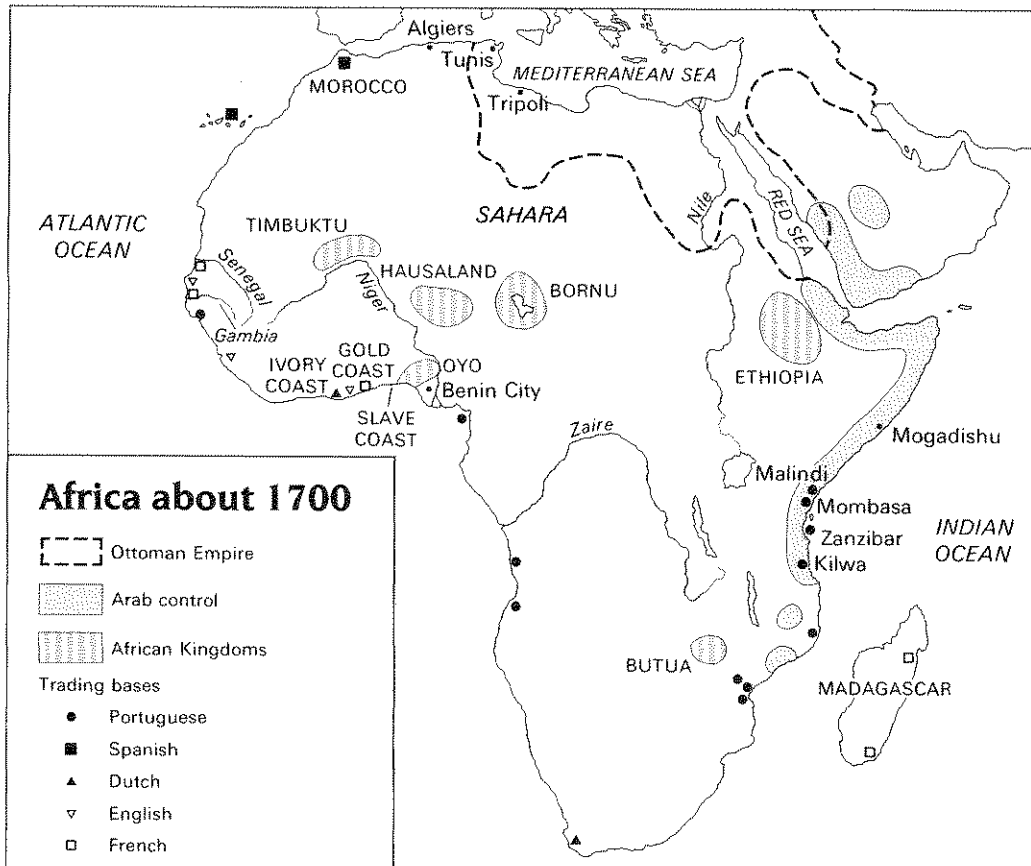 Algiers
Tunis
MEDITERRANEAN SEA
MOROCCO
Tripoli
ATLANTIC
OCEAN
SAHARA
Nile
RED SEA
TIMBUKTU
Senegal
HAUSALAND
Niger
BORNU
Gambia
GOLD
COAST
IVORY
COAST
OYO
Benin City
SLAVE
COAST
ETHIOPIA
Mogadishu
Zaire
Malindi
Mombasa
Zanzibar
Kilwa
INDIAN
OCEAN
BUTUA
MADAGASCAR
Africa about 1700
Ottoman Empire
Arab control
African Kingdoms
Trading bases
Portuguese
Spanish
Dutch
English
French